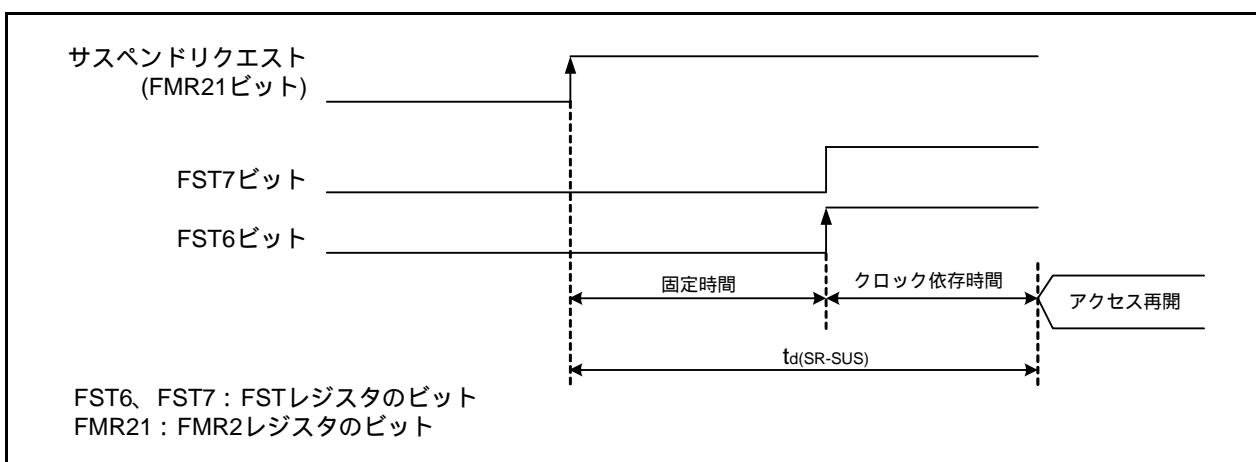 サスペンドリクエスト
(FMR21ビット)
FST7ビット
FST6ビット
固定時間
クロック依存時間
アクセス再開
td(SR-SUS)
FST6、FST7：FSTレジスタのビット
FMR21：FMR2レジスタのビット